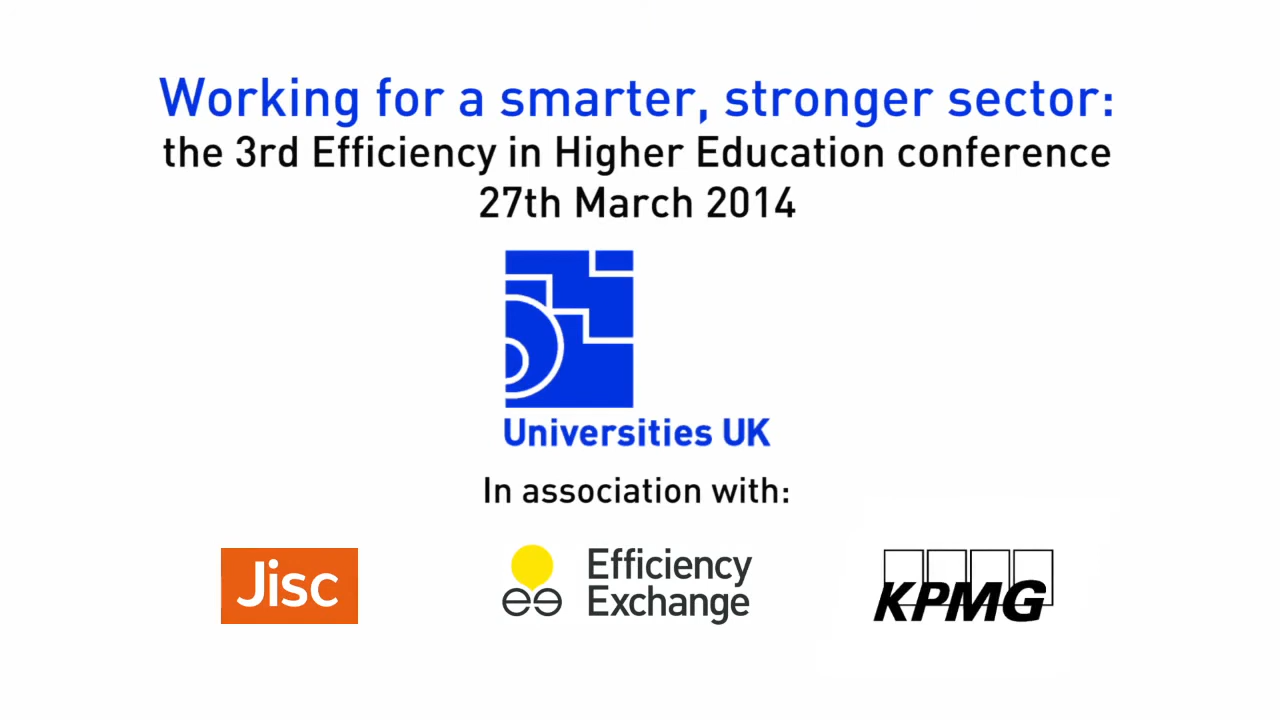 Working for a smarter, stronger sector:
the 3rd Efficiency in Higher Education conference
27th March 2014
Universities UK
In association with:
Jisc
Efficiency
Exchange
KPMG